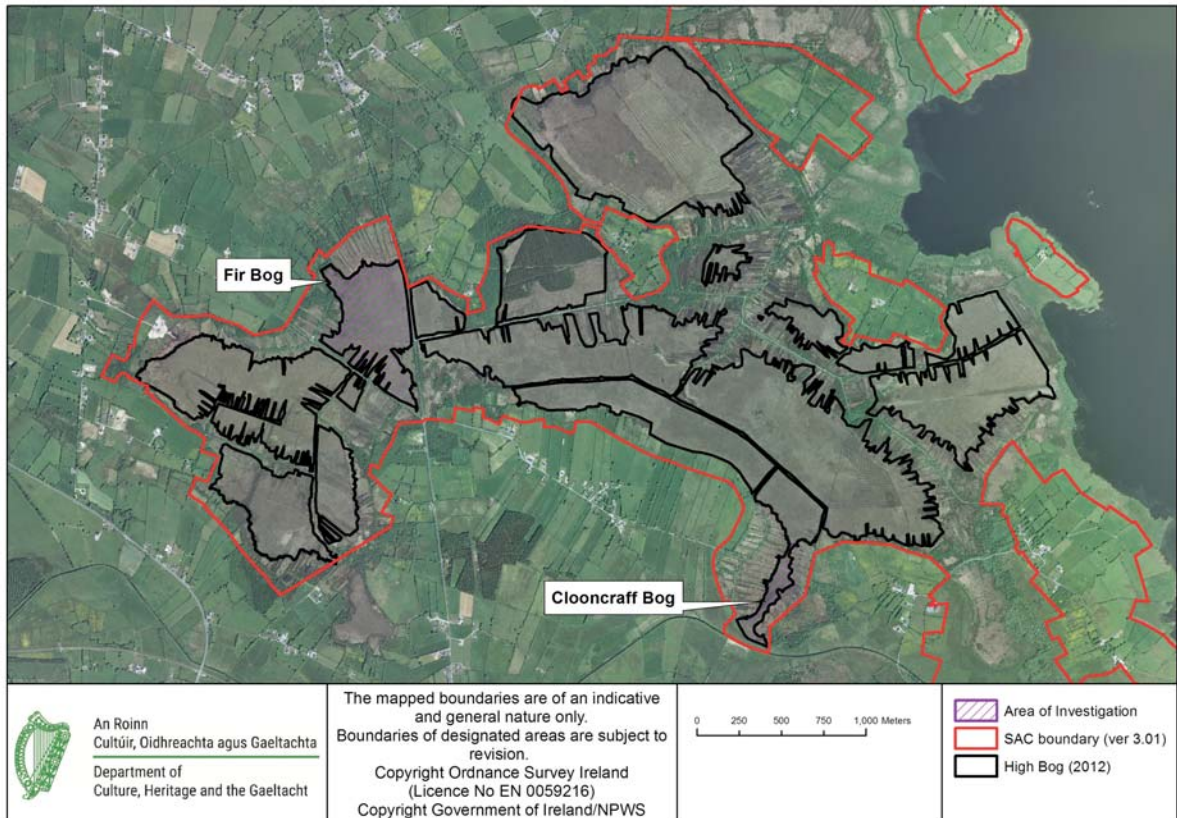 Fir Bog
Clooncraff Bog
An Roinn
Cultúir, Oidhreachta agus Gaeltachta
Department of
Culture, Heritage and the Gaeltacht
The mapped boundaries are of an indicative
and general nature only.
Boundaries of designated areas are subject to
revision.
Copyright Ordnance Survey Ireland
(Licence No EN 0059216)
Copyright Government of Ireland/NPWS
0 250 500 750 1,000 Meters
Area of Investigation
SAC boundary (ver 3.01)
High Bog (2012)